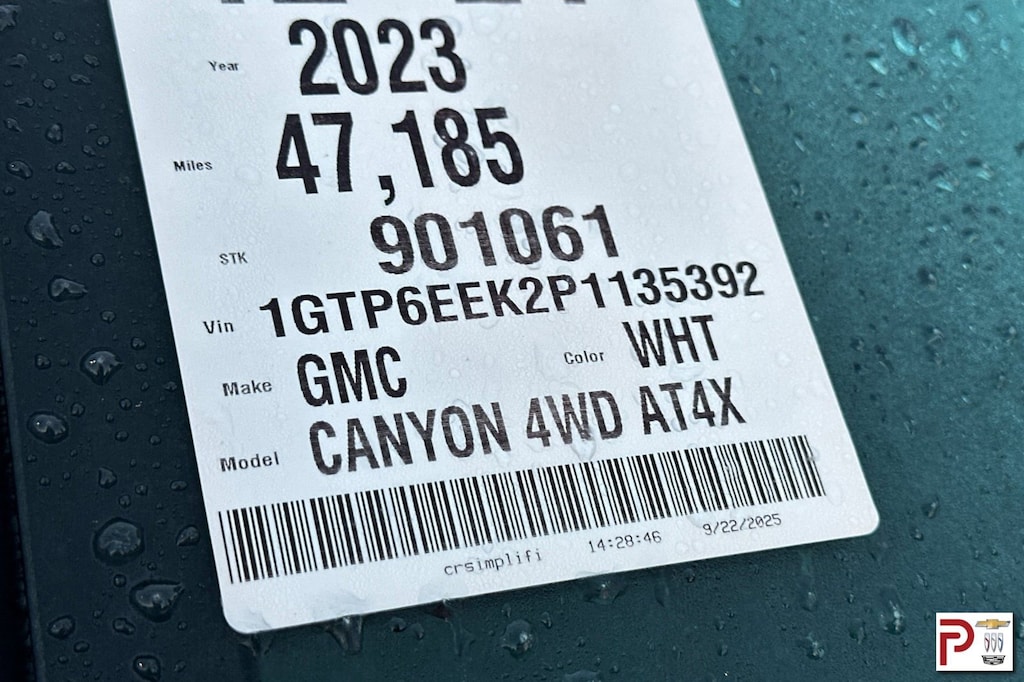 Year 2023
Miles 47,185
STK 901061
Vin 1GTP6EEK2P1135392
Make GMC Color WHT
Model CANYON 4WD AT4X
crsimplifi 14:28:46 9/22/2025
P